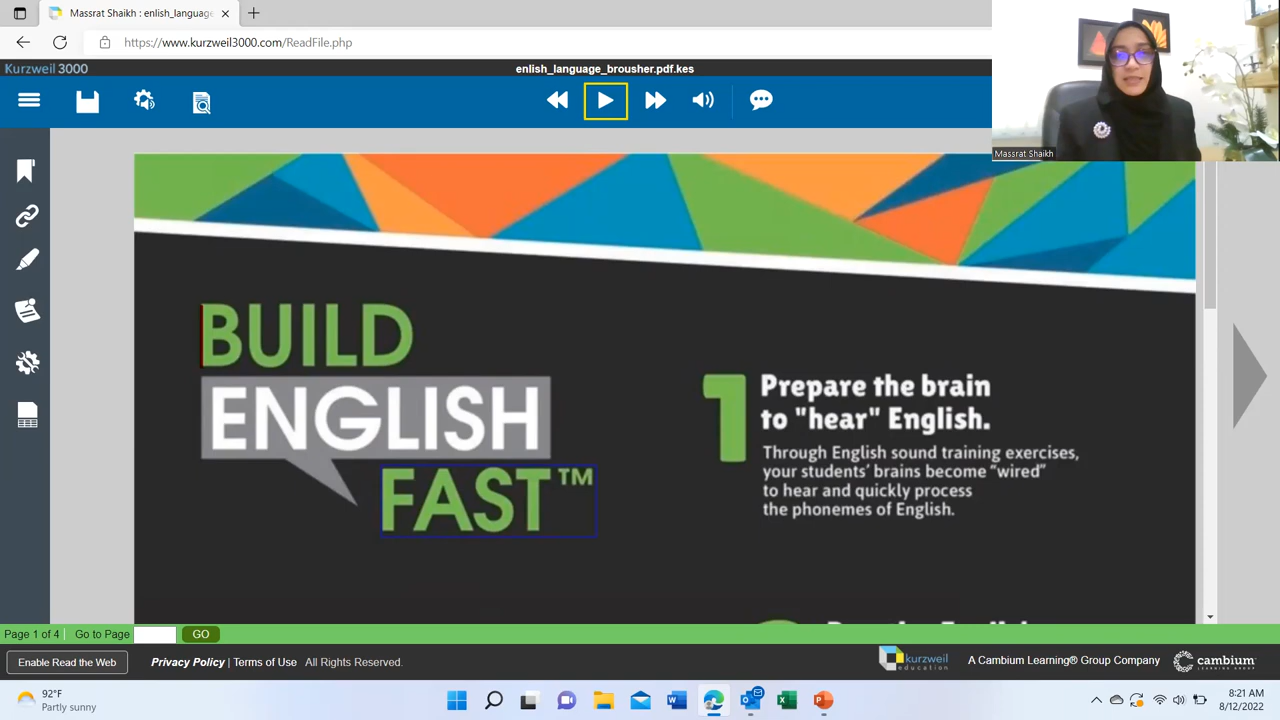 Massrat Shaikh : enlish_language
https://www.kurzweil3000.com/ReadFile.php
Kurzweil 3000
enlish_language_brousher.pdf.kes
Massrat Shaikh
BUILD
ENGLISH
FAST™
1
Prepare the brain
to "hear" English.
Through English sound training exercises,
your students’ brains become “wired”
to hear and quickly process
the phonemes of English.
Page 1 of 4
Go to Page
GO
Enable Read the Web
Privacy Policy | Terms of Use All Rights Reserved.
kurzweil
education
A Cambium Learning® Group Company
cambium
LEARNING GROUP
92°F
Partly sunny
8:21 AM
8/12/2022